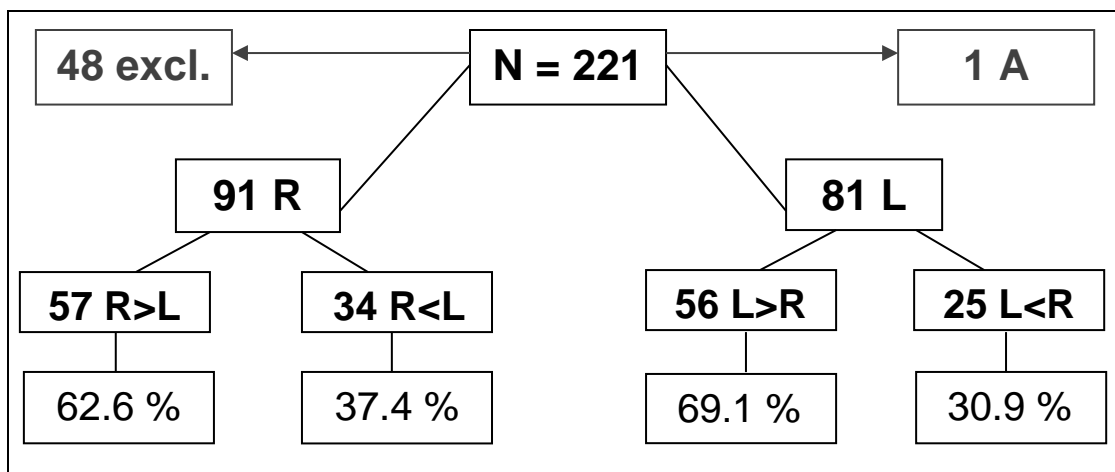 48 excl.
N = 221
1 A
91 R
81 L
57 R>L
34 R<L
56 L>R
25 L<R
62.6 %
37.4 %
69.1 %
30.9 %